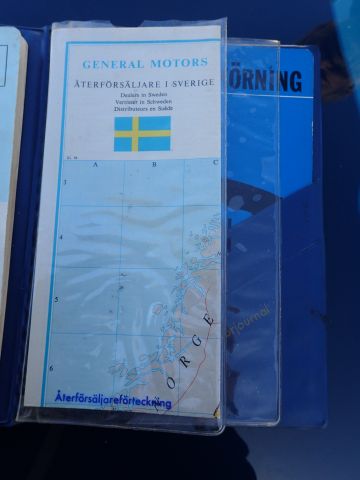 GENERAL MOTORS
ÅTERFÖRSÄLJARE I SVERIGE
Dealers in Sweden
Vertreter in Schweden
Distributeurs en Suède
A
B
C
3
4
5
6
ORGE
Återförsäljareförteckning
ÖRNING
journal